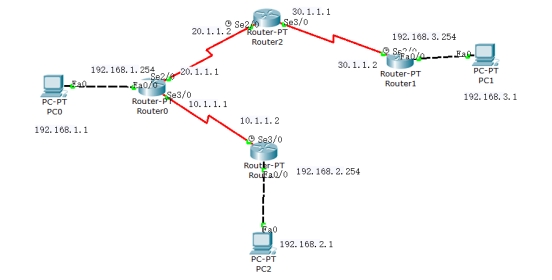 30.1.1.1
20.1.1.2
Se2/0
Se3/0
Router-PT
Router2
192.168.3.254
Fa0/0
Fa0
30.1.1.2
Router-PT
Router1
PC-PT
PC1
192.168.3.1
192.168.1.254
Se2/0
20.1.1.1
Fa0
Fa0/0
PC-PT
PC0
Router-PT
Router0
Se3/0
10.1.1.1
192.168.1.1
10.1.1.2
Se3/0
Router-PT
Fa0/0
192.168.2.254
Fa0
192.168.2.1
PC-PT
PC2